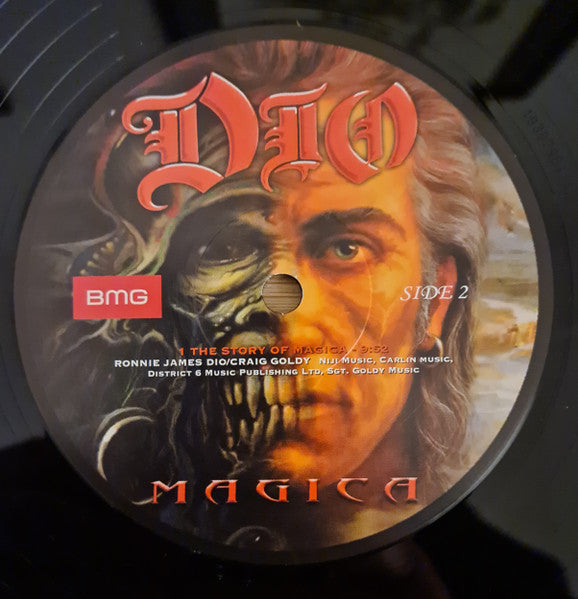 DIO
BMG
SIDE 2
1 THE STORY OF MAGICA - 9:52
RONNIE JAMES DIO/CRAIG GOLDY NIJI MUSIC, CARLIN MUSIC,
DISTRICT 6 MUSIC PUBLISHING LTD, SGT. GOLDY MUSIC
MAGICA